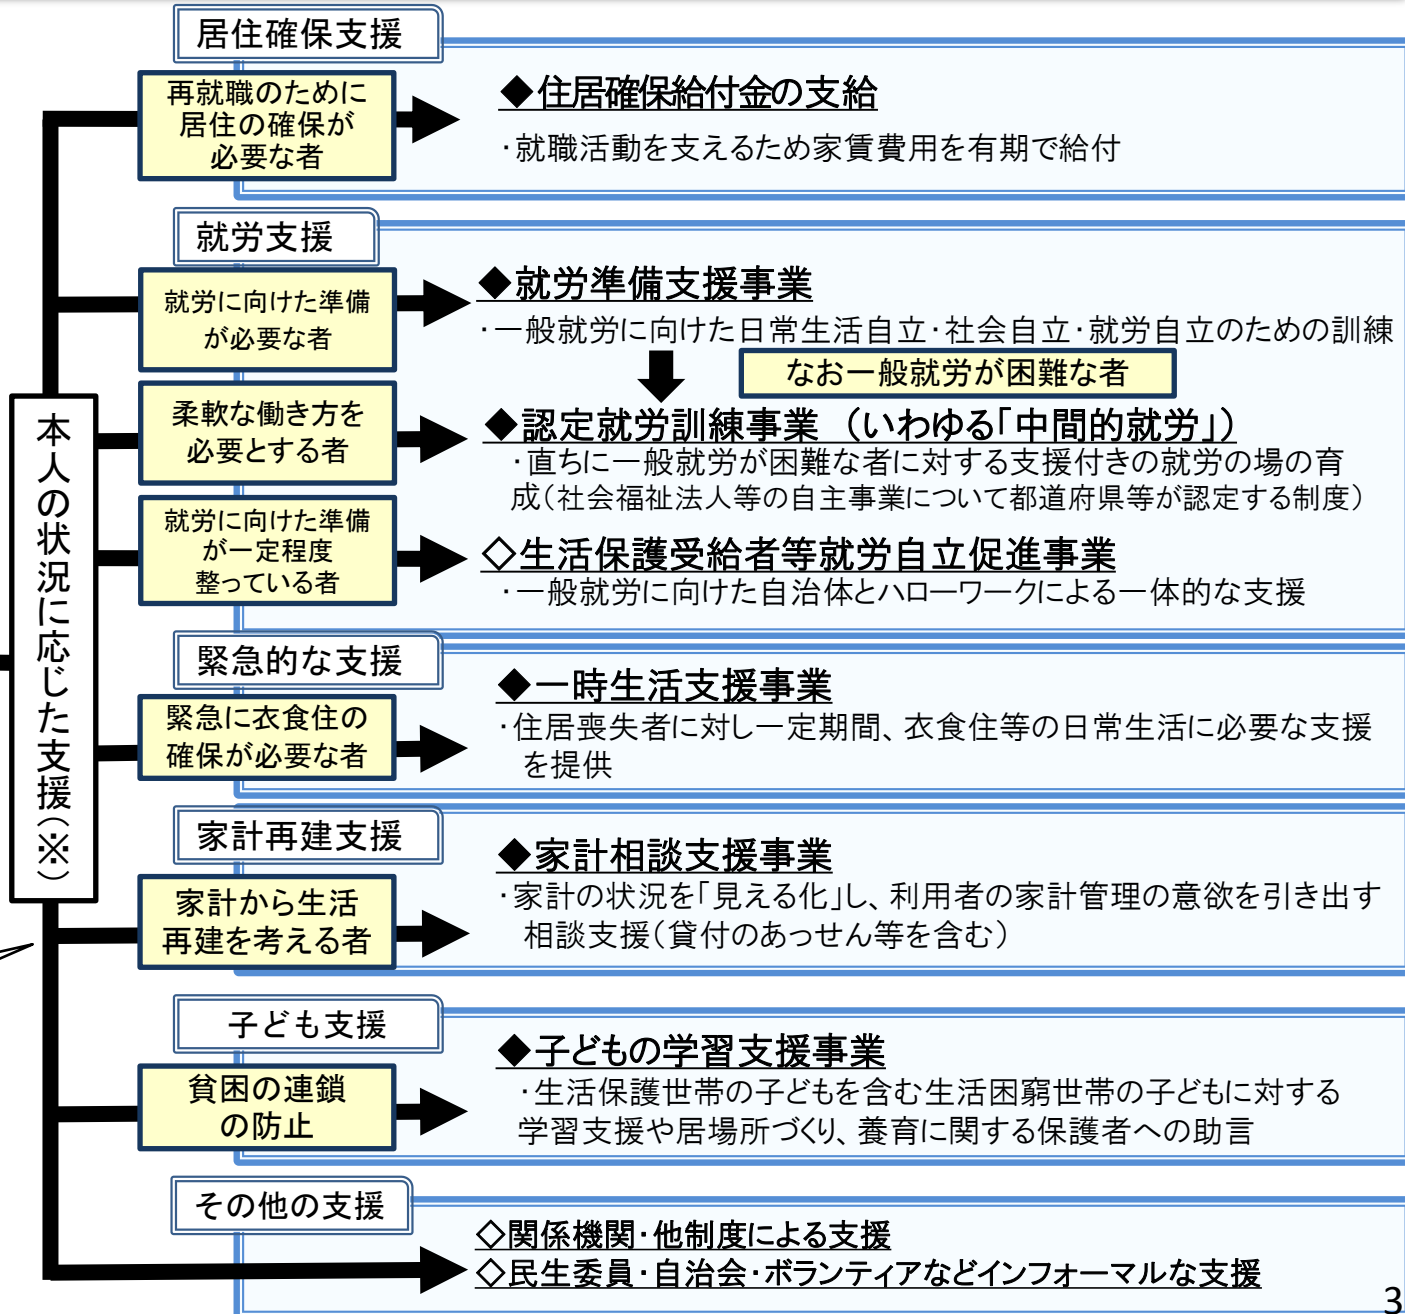 居住確保支援
再就職のために
居住の確保が
必要な者
◆住居確保給付金の支給
・就職活動を支えるため家賃費用を有期で給付
就労支援
就労に向けた準備
が必要な者
◆就労準備支援事業
・一般就労に向けた日常生活自立・社会自立・就労自立のための訓練
なお一般就労が困難な者
柔軟な働き方を
必要とする者
◆認定就労訓練事業 （いわゆる「中間的就労」）
・直ちに一般就労が困難な者に対する支援付きの就労の場の育
成（社会福祉法人等の自主事業について都道府県等が認定する制度）
就労に向けた準備
が一定程度
整っている者
◇生活保護受給者等就労自立促進事業
・一般就労に向けた自治体とハローワークによる一体的な支援
本人の状況に応じた支援（※）
緊急的な支援
緊急に衣食住の
確保が必要な者
◆一時生活支援事業
・住居喪失者に対し一定期間、衣食住等の日常生活に必要な支援
を提供
家計再建支援
家計から生活
再建を考える者
◆家計相談支援事業
・家計の状況を「見える化」し、利用者の家計管理の意欲を引き出す
相談支援（貸付のあっせん等を含む）
子ども支援
貧困の連鎖
の防止
◆子どもの学習支援事業
・生活保護世帯の子どもを含む生活困窮世帯の子どもに対する
学習支援や居場所づくり、養育に関する保護者への助言
その他の支援
◇関係機関・他制度による支援
◇民生委員・自治会・ボランティアなどインフォーマルな支援
3